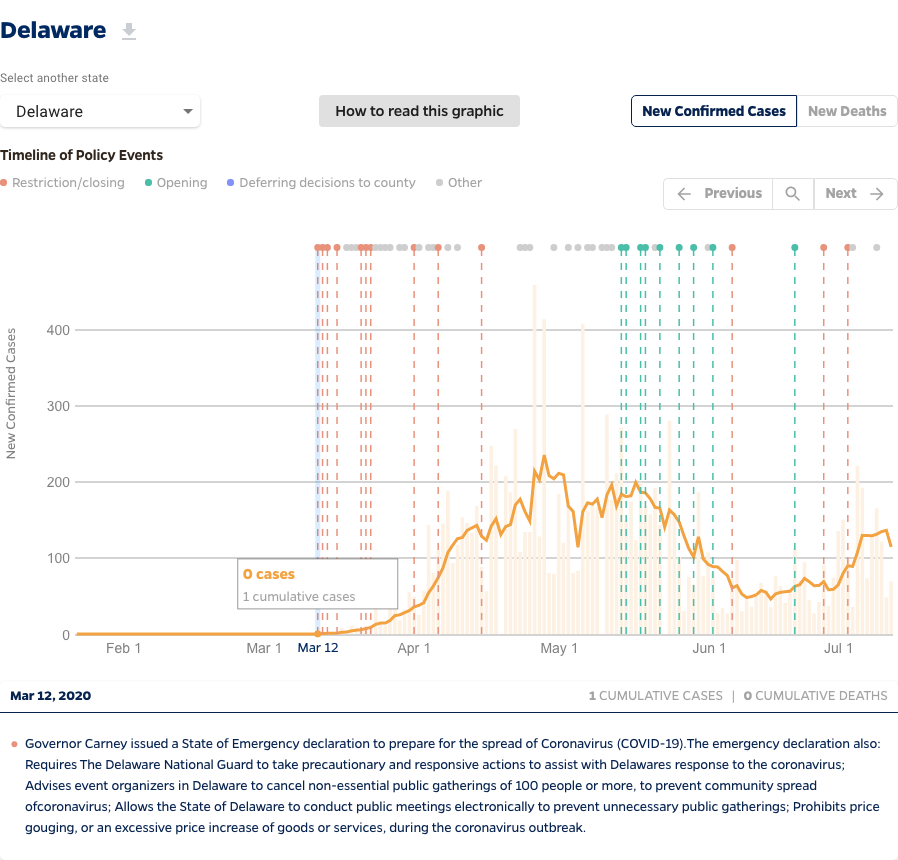 Delaware
Select another state
Delaware
How to read this graphic
New Confirmed Cases
New Deaths
Timeline of Policy Events
Restriction/closing
Opening
Deferring decisions to county
Other
Previous
Next
New Confirmed Cases
400
300
200
100
0
0 cases
1 cumulative cases
Feb 1
Mar 1
Mar 12
Apr 1
May 1
Jun 1
Jul 1
Mar 12, 2020
1 CUMULATIVE CASES | 0 CUMULATIVE DEATHS
Governor Carney issued a State of Emergency declaration to prepare for the spread of Coronavirus (COVID-19).The emergency declaration also:
Requires The Delaware National Guard to take precautionary and responsive actions to assist with Delawares response to the coronavirus;
Advises event organizers in Delaware to cancel non-essential public gatherings of 100 people or more, to prevent community spread
ofcoronavirus; Allows the State of Delaware to conduct public meetings electronically to prevent unnecessary public gatherings; Prohibits price
gouging, or an excessive price increase of goods or services, during the coronavirus outbreak.